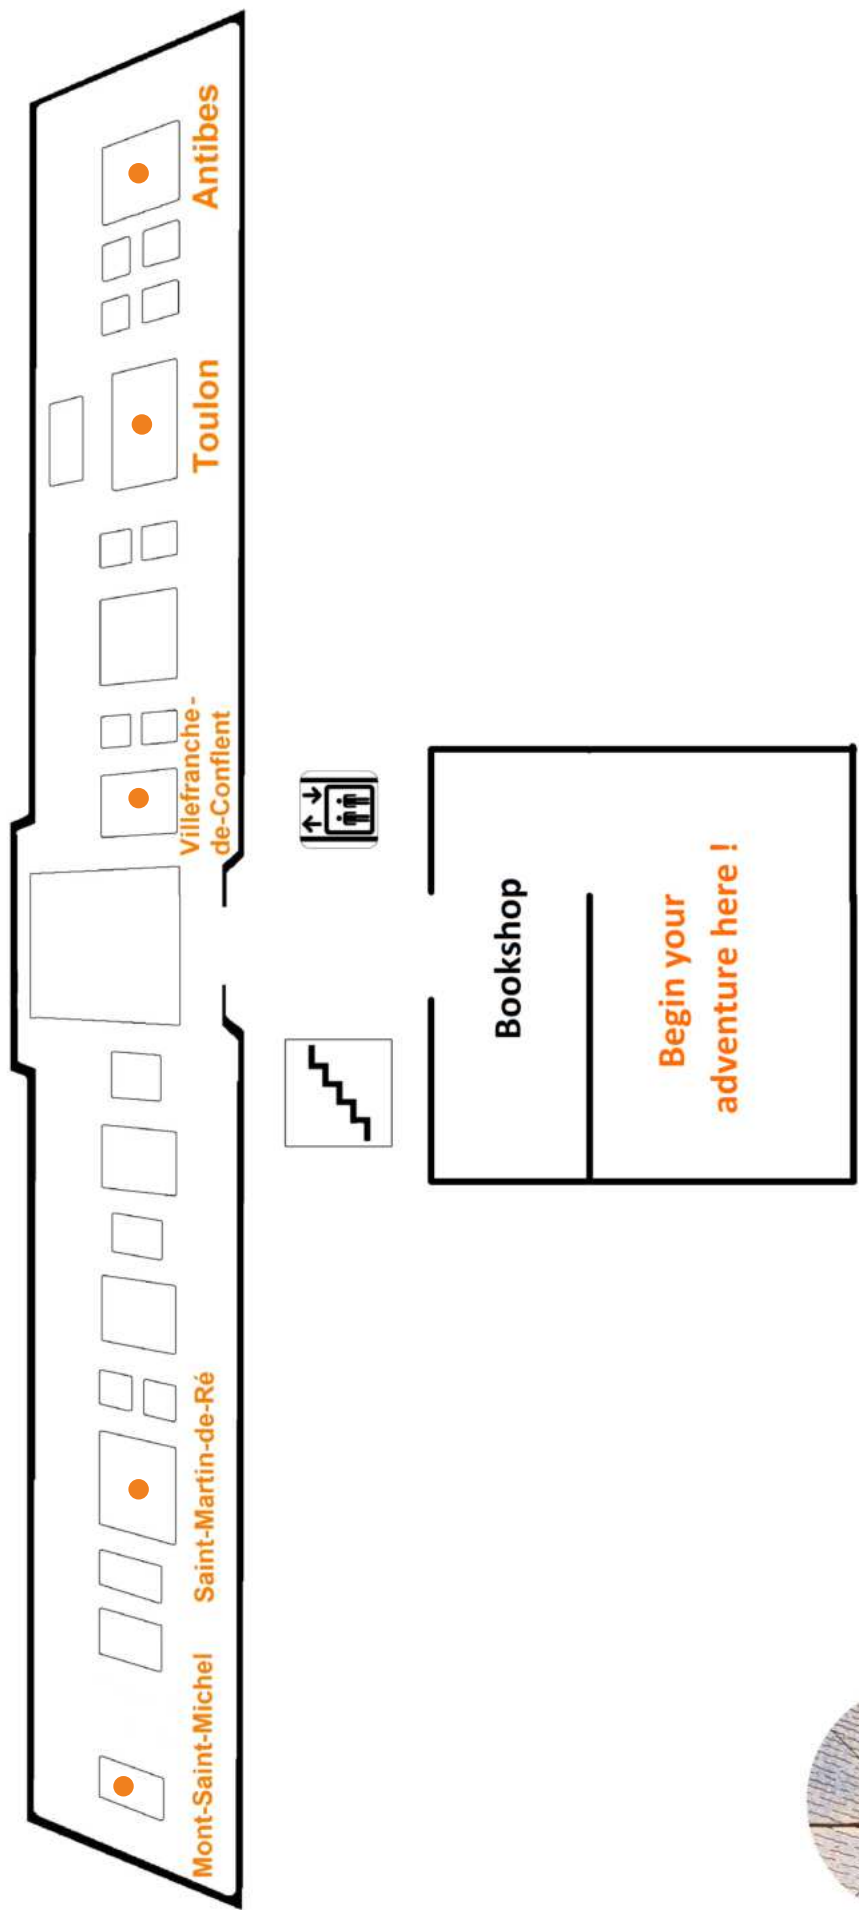 Mont-Saint-Michel
Saint-Martin-de-Ré
Villefranche-
de-Conflent
Toulon
Antibes
Bookshop
Begin your
adventure here !